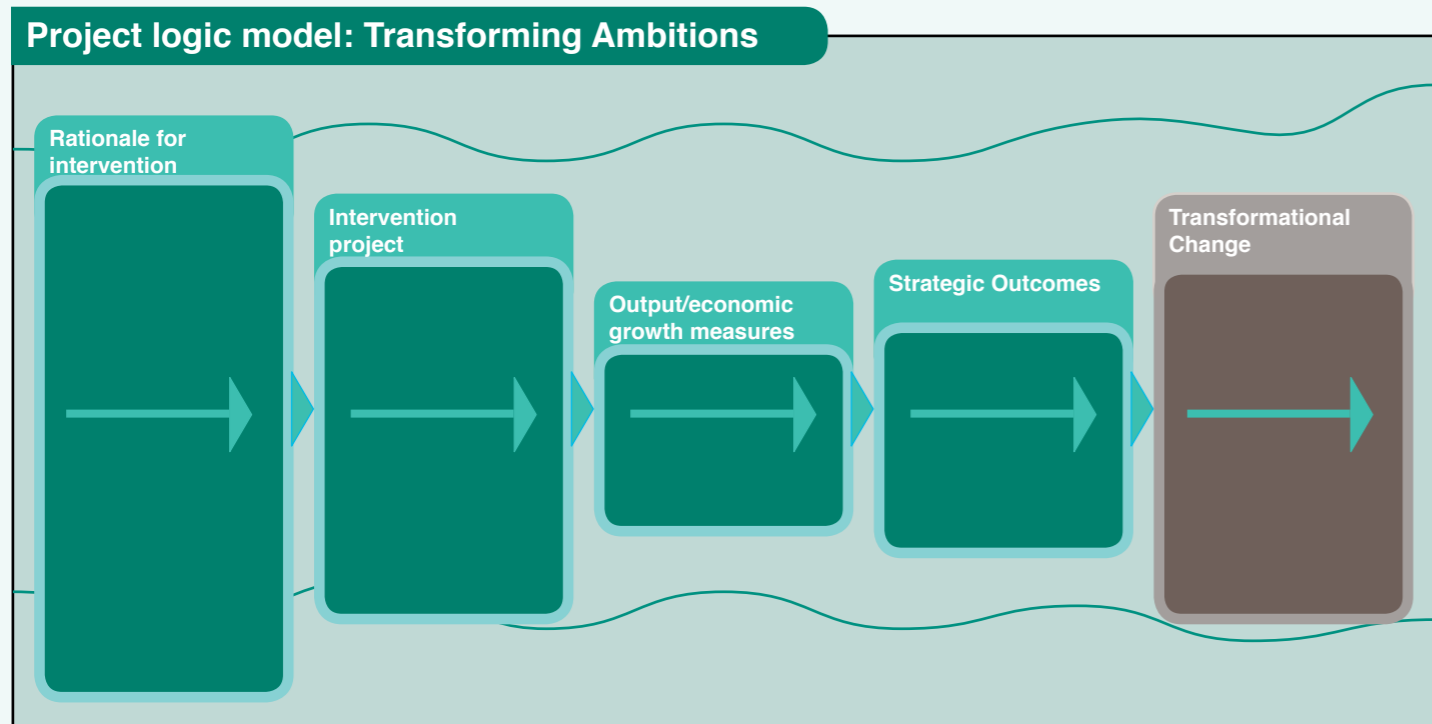 Project logic model: Transforming Ambitions
Rationale for
intervention
Intervention
project
Output/economic
growth measures
Strategic Outcomes
Transformational
Change